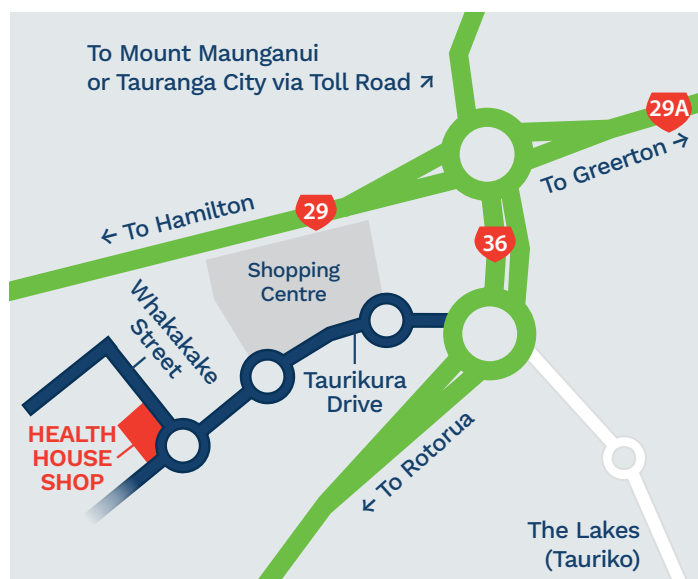 To Mount Maunganui
or Tauranga City via Toll Road ↗
29A
To Greerton →
← To Hamilton
29
36
Shopping
Centre
Whakakake
Street
Taurikura
Drive
HEALTH
HOUSE
SHOP
← To Rotorua
The Lakes
(Tauriko)